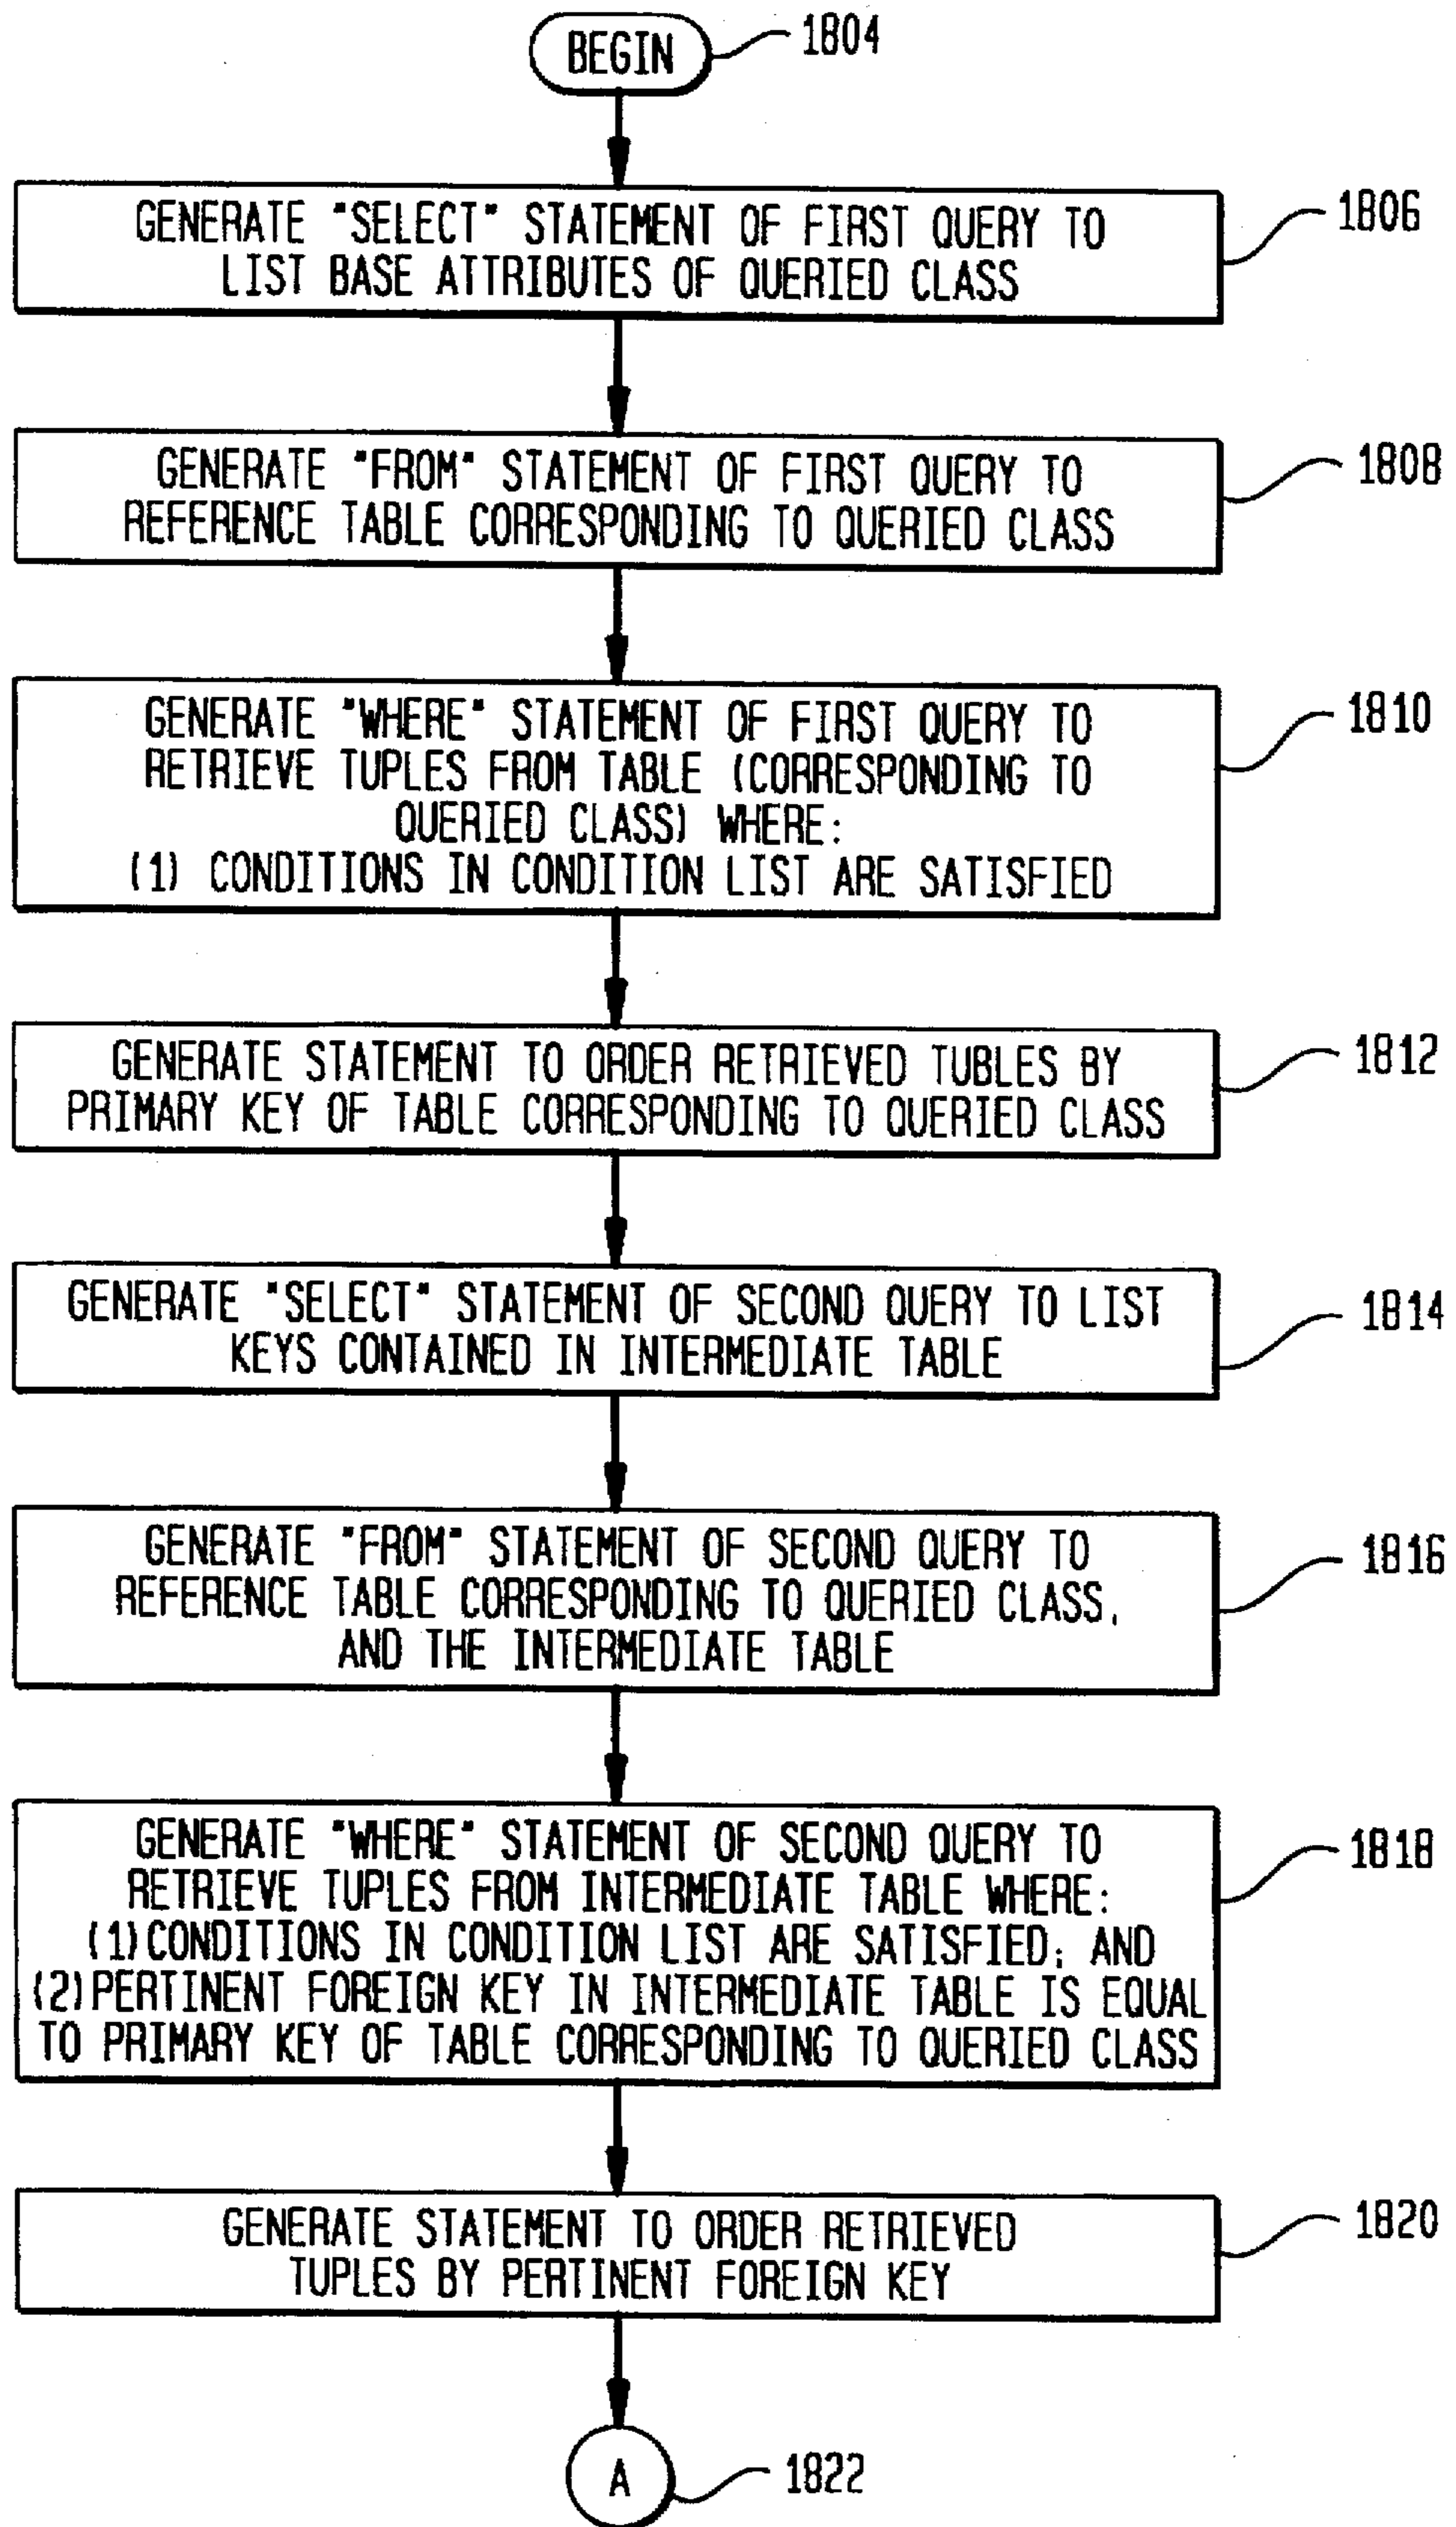 BEGIN
1804
GENERATE "SELECT" STATEMENT OF FIRST QUERY TO
LIST BASE ATTRIBUTES OF QUERIED CLASS
1806
GENERATE "FROM" STATEMENT OF FIRST QUERY TO
REFERENCE TABLE CORRESPONDING TO QUERIED CLASS
1808
GENERATE "WHERE" STATEMENT OF FIRST QUERY TO
RETRIEVE TUPLES FROM TABLE (CORRESPONDING TO
QUERIED CLASS) WHERE:
(1) CONDITIONS IN CONDITION LIST ARE SATISFIED
1810
GENERATE STATEMENT TO ORDER RETRIEVED TUBLES BY
PRIMARY KEY OF TABLE CORRESPONDING TO QUERIED CLASS
1812
GENERATE "SELECT" STATEMENT OF SECOND QUERY TO LIST
KEYS CONTAINED IN INTERMEDIATE TABLE
1814
GENERATE "FROM" STATEMENT OF SECOND QUERY TO
REFERENCE TABLE CORRESPONDING TO QUERIED CLASS,
AND THE INTERMEDIATE TABLE
1816
GENERATE "WHERE" STATEMENT OF SECOND QUERY TO
RETRIEVE TUPLES FROM INTERMEDIATE TABLE WHERE:
(1) CONDITIONS IN CONDITION LIST ARE SATISFIED; AND
(2) PERTINENT FOREIGN KEY IN INTERMEDIATE TABLE IS EQUAL
TO PRIMARY KEY OF TABLE CORRESPONDING TO QUERIED CLASS
1818
GENERATE STATEMENT TO ORDER RETRIEVED
TUPLES BY PERTINENT FOREIGN KEY
1820
A
1822